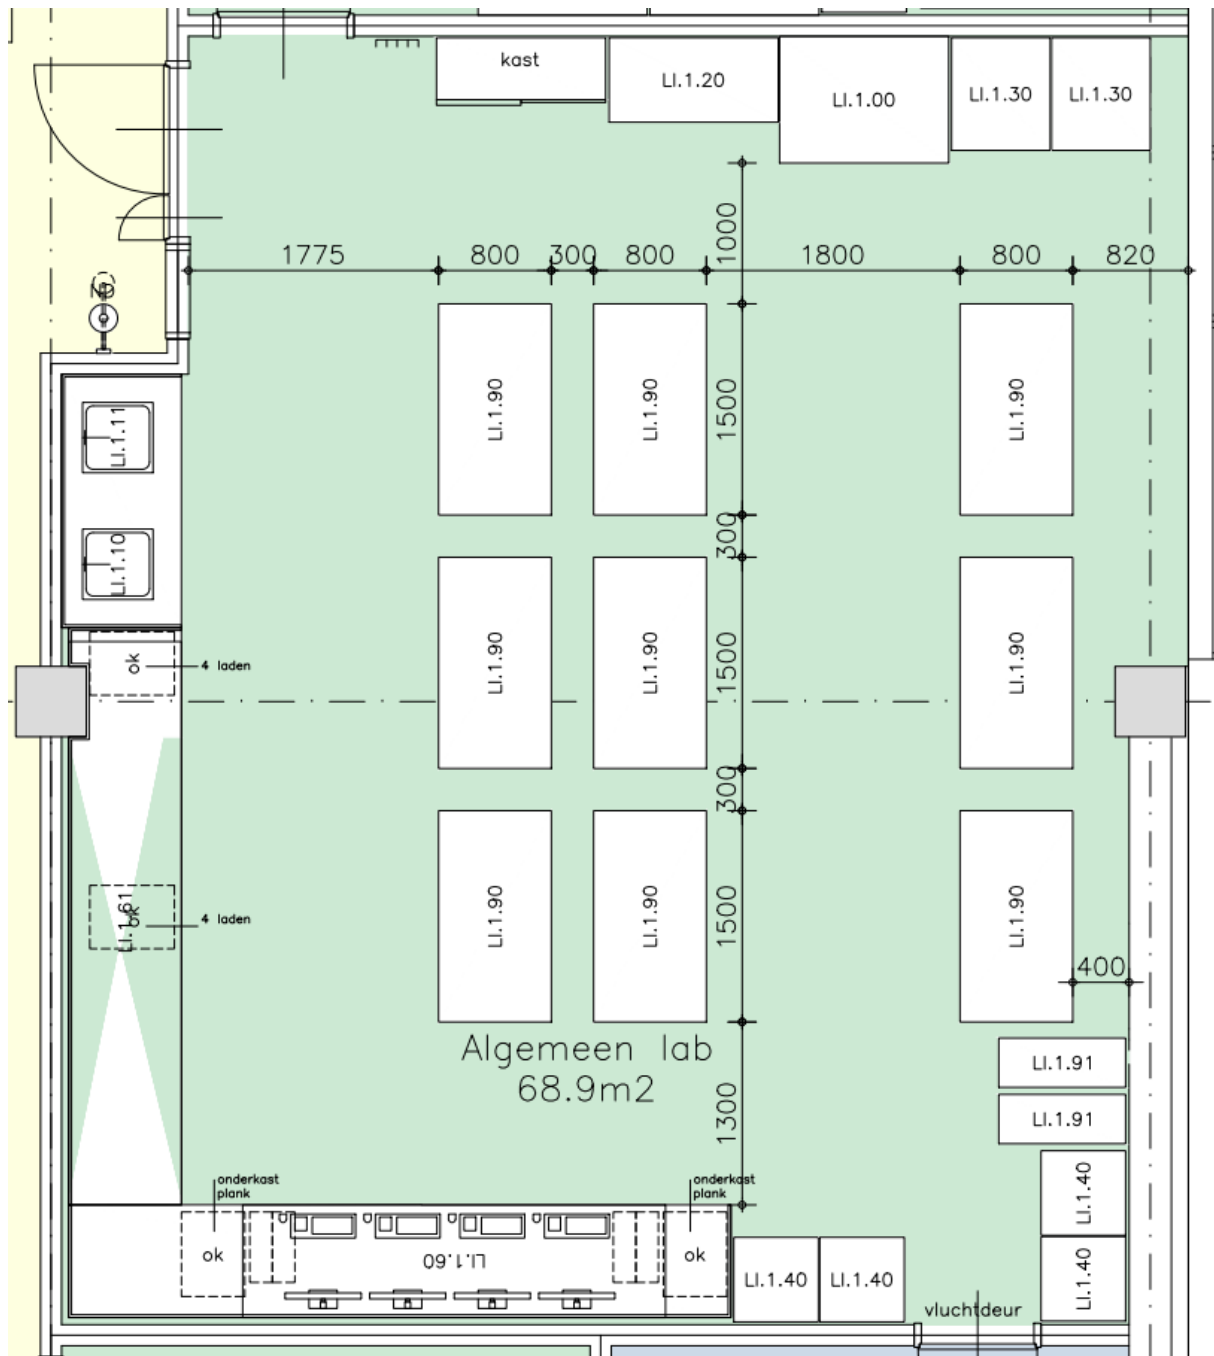 kast
LI.1.20
LI.1.00
LI.1.30
LI.1.30
1000
1775
800
300
800
1800
800
820
LI.1.11
LI.1.90
LI.1.90
1500
LI.1.90
LI.1.10
300
ok
4 laden
LI.1.90
LI.1.90
1500
LI.1.90
300
LI.1.61
ok
4 laden
LI.1.90
LI.1.90
1500
LI.1.90
400
Algemeen lab
68.9m2
LI.1.91
1300
LI.1.91
onderkast
plank
onderkast
plank
LI.1.40
ok
LI.1.60
ok
LI.1.40
LI.1.40
LI.1.40
vluchtdeur